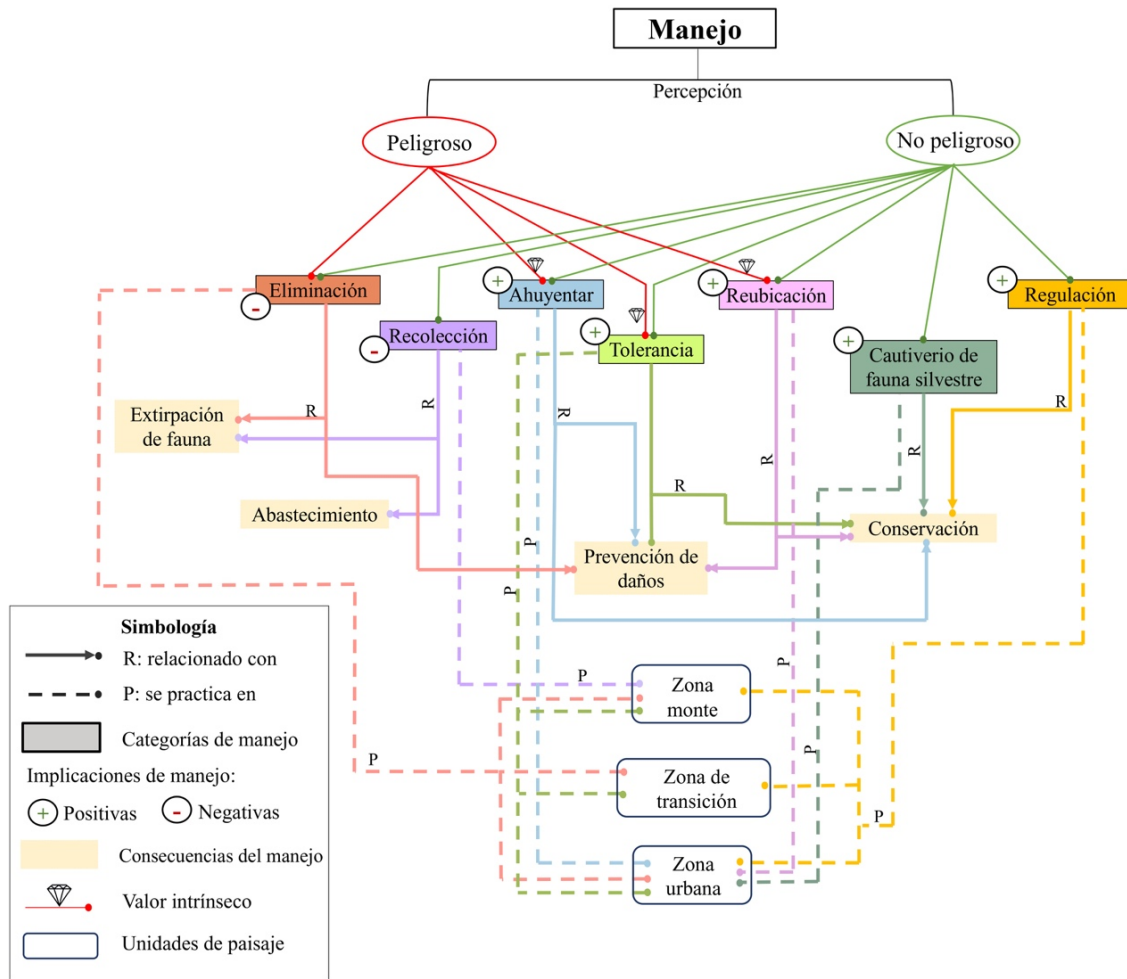 Manejo
Percepción
Peligroso
No peligroso
+
+
+
Eliminación
Ahuyentar
Reubicación
Regulación
-
Recolección
+
Tolerancia
+
Cautiverio de
fauna silvestre
-
Extirpación
de fauna
R
R
R
R
R
R
R
Abastecimiento
Conservación
Prevención de
daños
P
P
P
P
Zona
monte
P
P
Zona de
transición
P
Zona
urbana
Simbología
R: relacionado con
P: se practica en
Categorías de manejo
Implicaciones de manejo:
+ Positivas - Negativas
Consecuencias del manejo
Valor intrínseco
Unidades de paisaje